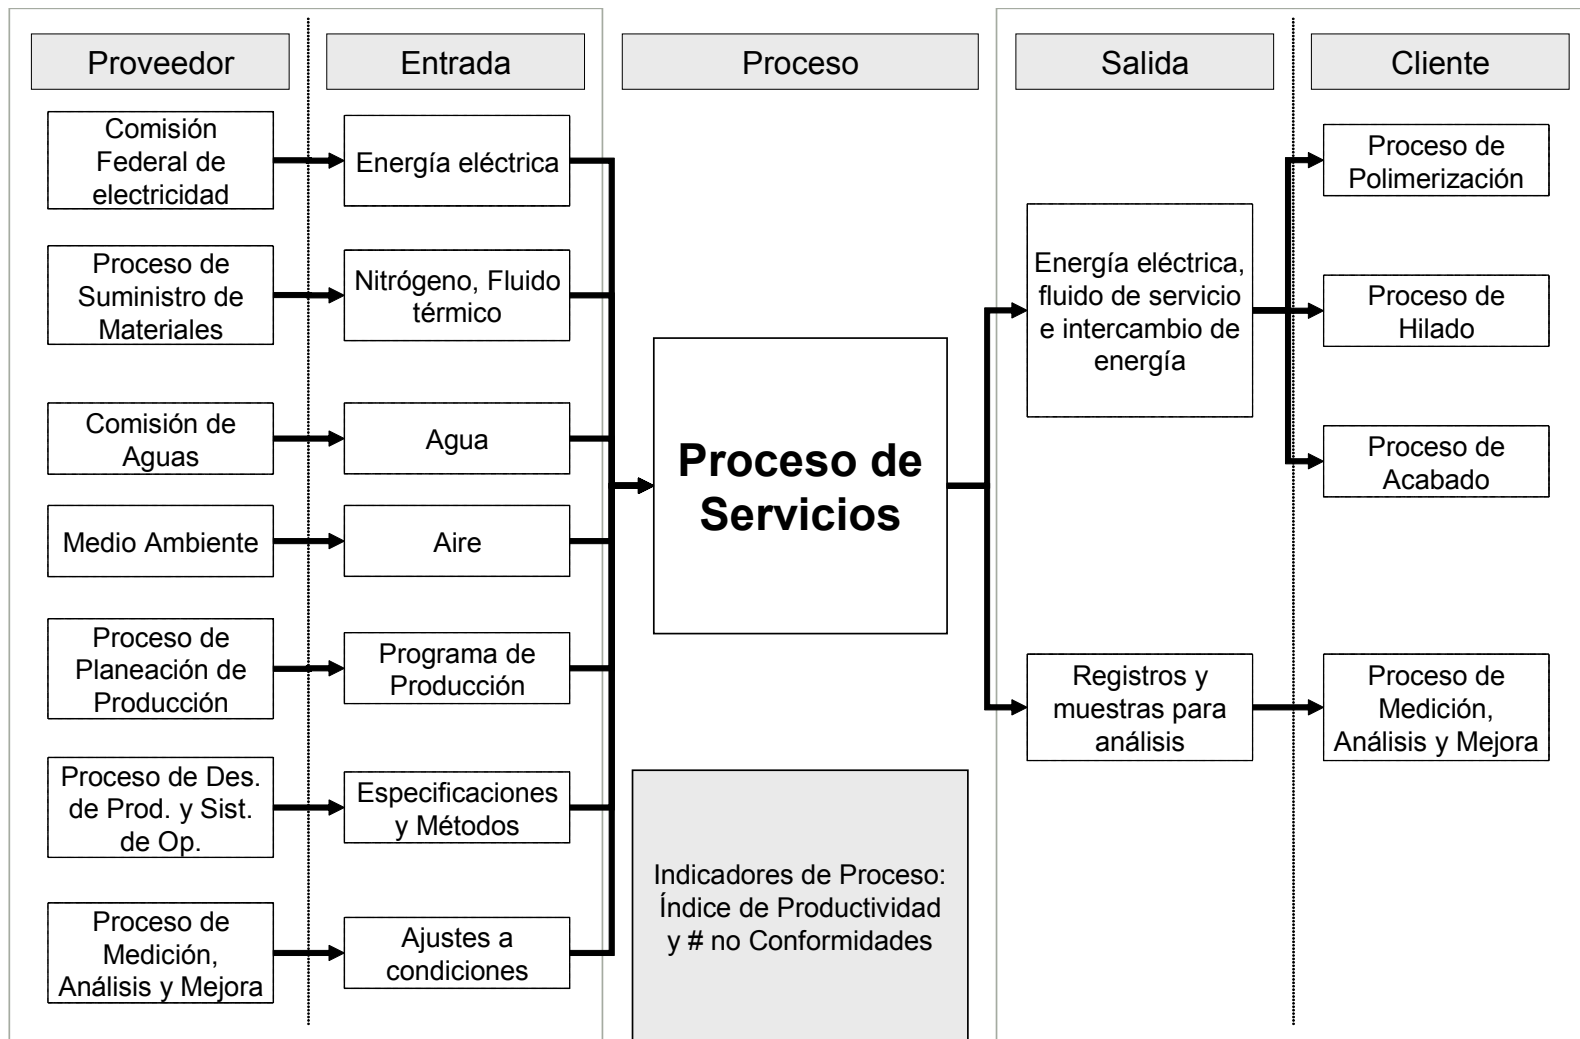 Proveedor
Entrada
Proceso
Salida
Cliente
Comisión
Federal de
electricidad
Energía eléctrica
Proceso de
Suministro de
Materiales
Nitrógeno, Fluido
térmico
Comisión de
Aguas
Agua
Medio Ambiente
Aire
Proceso de
Planeación de
Producción
Programa de
Producción
Proceso de Des.
de Prod. y Sist.
de Op.
Especificaciones
y Métodos
Proceso de
Medición,
Análisis y Mejora
Ajustes a
condiciones
Proceso de
Servicios
Indicadores de Proceso:
Índice de Productividad
y # no Conformidades
Energía eléctrica,
fluido de servicio
e intercambio de
energía
Registros y
muestras para
análisis
Proceso de
Polimerización
Proceso de
Hilado
Proceso de
Acabado
Proceso de
Medición,
Análisis y Mejora